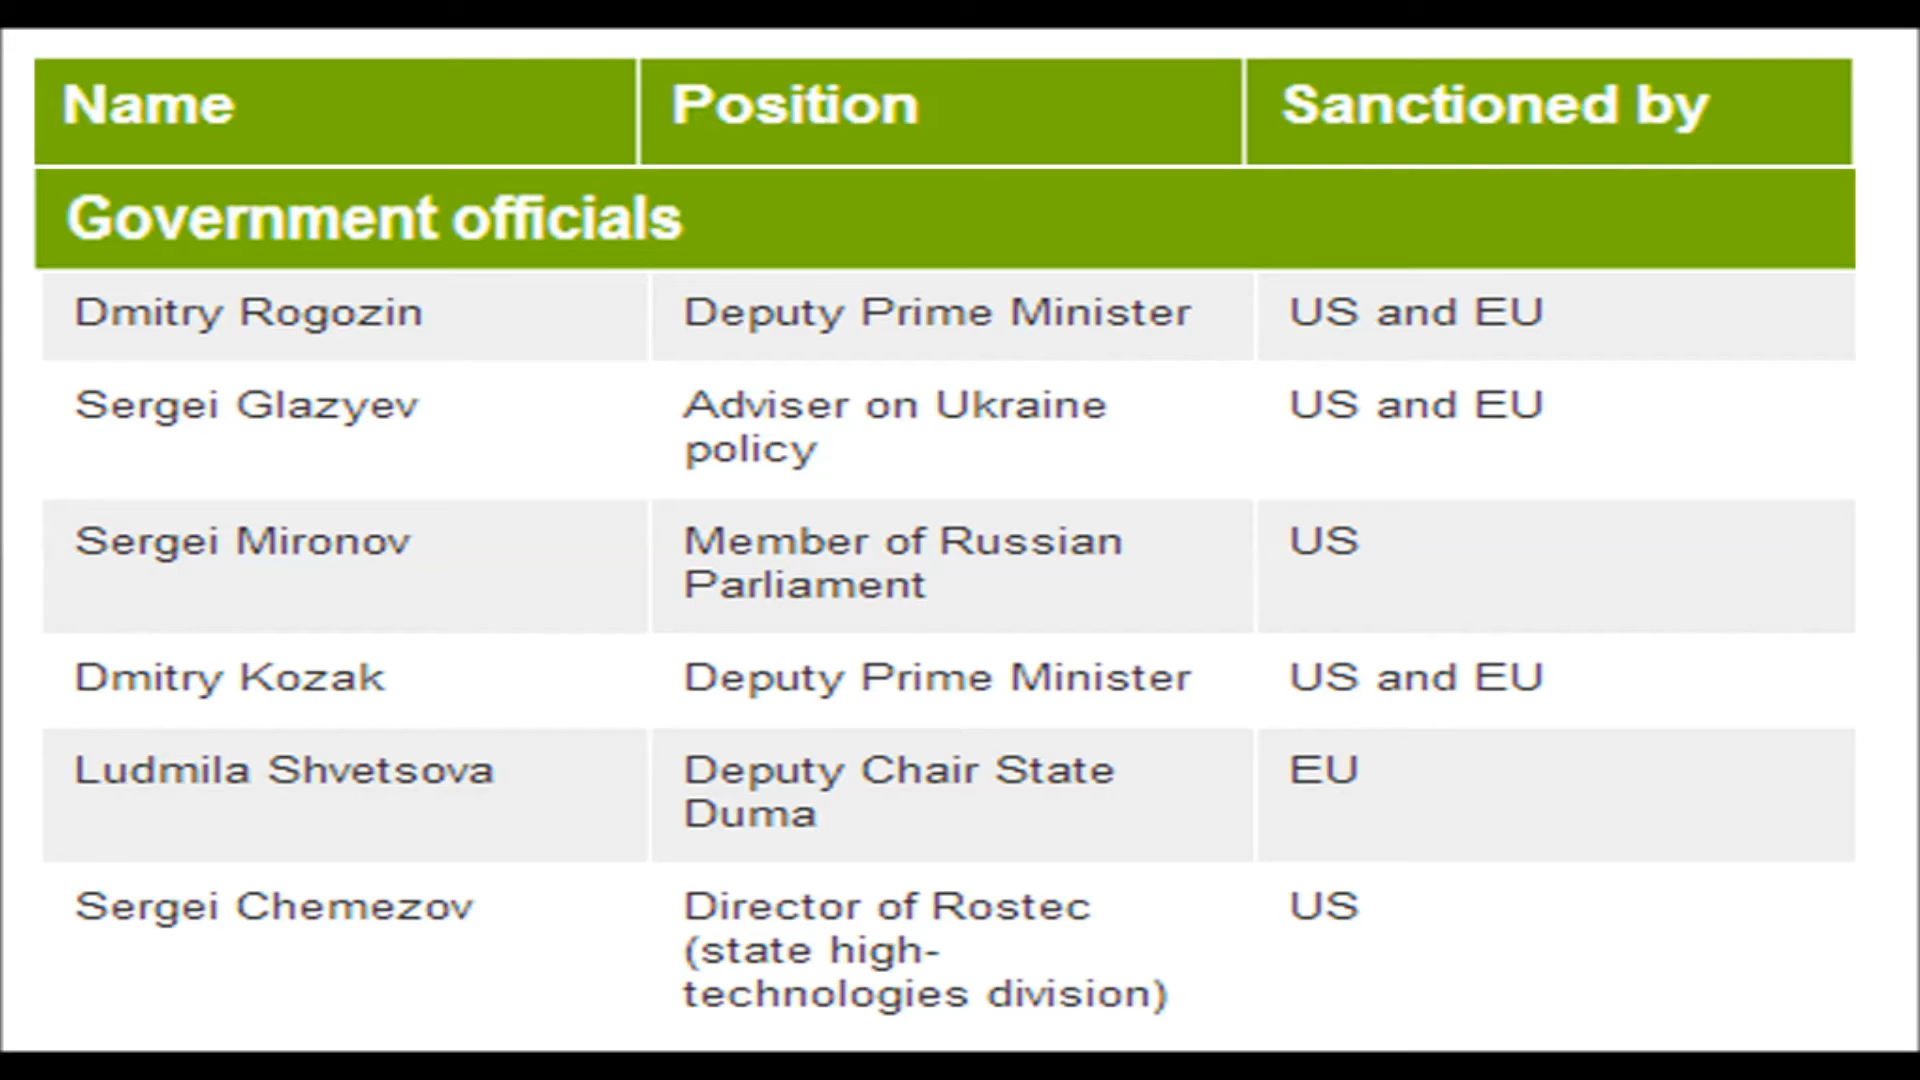 Name Position Sanctioned by
Government officials
Dmitry Rogozin Deputy Prime Minister US and EU
Sergei Glazyev Adviser on Ukraine US and EU
policy
Sergei Mironov Member of Russian US
Parliament
Dmitry Kozak Deputy Prime Minister US and EU
Ludmila Shvetsova Deputy Chair State EU
Duma
Sergei Chemezov Director of Rostec US
(state high-
technologies division)